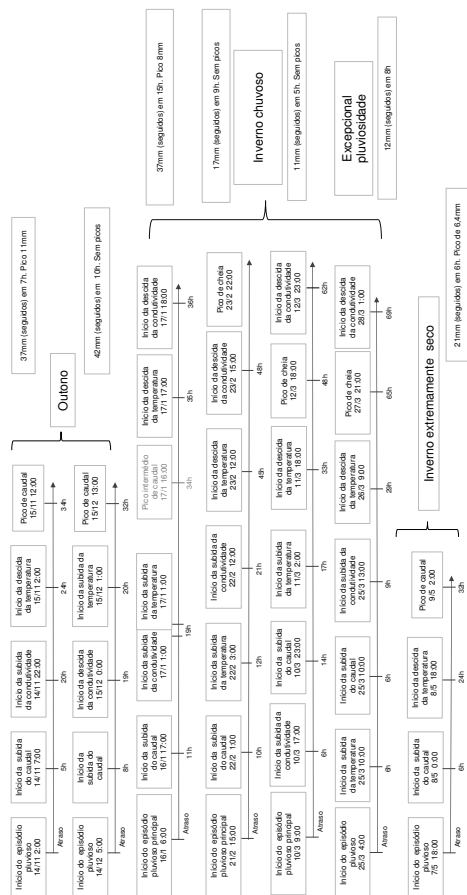 Início do episódio
pluvioso
14/11 2:00
Início da subida
do caudal
14/11 7:00
Início da subida da
condutividade
14/11 22:00
Início da descida
da temperatura
15/11 2:00
Pico de caudal
15/11 12:00
Atraso
5h
20h
24h
34h
37mm (seguidos) em 7h. Pico 11mm
Início do episódio
pluvioso
14/12 5:00
Início da
subida do
caudal
Início da descida
da condutividade
15/12 0:00
Início da subida da
temperatura
15/12 1:00
Pico de caudal
15/12 13:00
Atraso
8h
19h
20h
32h
Outono
42mm (seguidos) em 10h. Sem picos
Início do episódio
pluvioso principal
16/1 6:00
Início da subida
do caudal
16/1 17:00
Início da subida
da condutividade
17/1 1:00
Início da subida
da temperatura
17/1 1:00
Pico intermédio
de caudal
17/1 16:00
Início da descida
da temperatura
17/1 17:00
Início da descida
da condutividade
17/1 18:00
Atraso
11h
19h
34h
35h
36h
37mm (seguidos) em 15h. Pico 8mm
Início do episódio
pluvioso principal
21/2 15:00
Início da subida
do caudal
22/2 1:00
Início da subida
da temperatura
22/2 3:00
Início da subida da
condutividade
22/2 12:00
Início da descida
da temperatura
23/2 12:00
Início da descida
da condutividade
23/2 15:00
Pico de cheia
23/2 22:00
Atraso
10h
12h
21h
45h
48h
17mm (seguidos) em 9h. Sem picos
Inverno chuvoso
Início do episódio
pluvioso principal
10/3 9:00
Início da subida da
condutividade
10/3 17:00
Início da subida
do caudal
10/3 23:00
Início da subida
da temperatura
11/3 2:00
Início da descida
da temperatura
11/3 18:00
Pico de cheia
12/3 18:00
Início da descida
da condutividade
12/3 23:00
Atraso
6h
14h
17h
33h
48h
62h
11mm (seguidos) em 5h. Sem picos
Início do episódio
pluvioso
25/3 4:00
Início da subida
da temperatura
25/3 10:00
Início da subida
do caudal
25/3 10:00
Início da subida da
condutividade
25/3 13:00
Início da descida
da temperatura
26/3 9:00
Pico de cheia
27/3 21:00
Início da descida
da condutividade
28/3 1:00
Atraso
6h
6h
9h
29h
65h
69h
Excepcional
pluviosidade
12mm (seguidos) em 8h
Início do episódio
pluvioso
7/5 18:00
Início da subida
do caudal
8/5 0:00
Início da descida
da temperatura
8/5 18:00
Pico de caudal
9/5 2:00
Atraso
6h
24h
32h
Inverno extremamente seco
21mm (seguidos) em 6h. Pico de 6,4mm